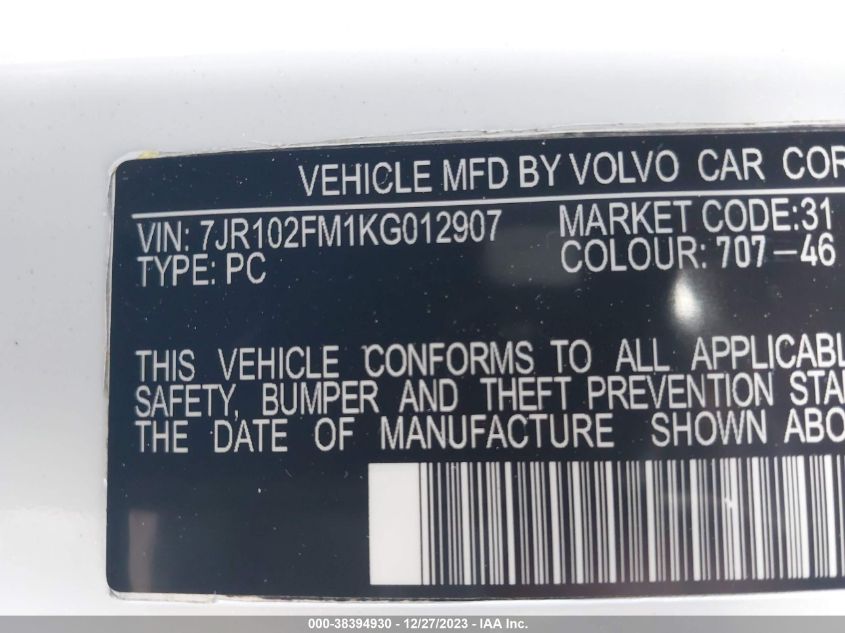 VEHICLE MFD BY VOLVO CAR COR
VIN: 7JR102FM1KG012907 MARKET CODE:31
TYPE: PC COLOUR: 707-46
THIS VEHICLE CONFORMS TO ALL APPLICABL
SAFETY, BUMPER AND THEFT PREVENTION STA
THE DATE OF MANUFACTURE SHOWN ABO
000-38394930 - 12/27/2023 - IAA Inc.